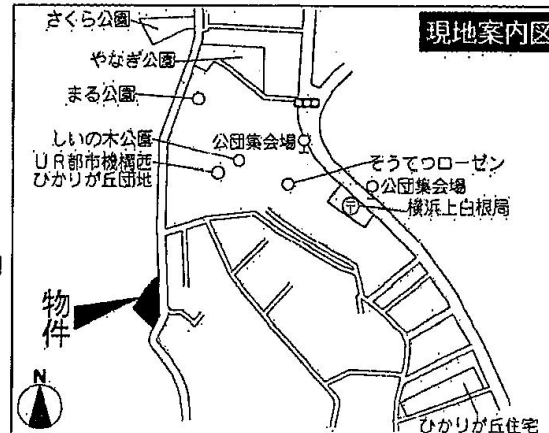 現地案内図
さくら公園
やなぎ公園
まる公園
しいの木公園
UR都市機構西
ひかりが丘団地
公団集会場
そうてつローゼン
公団集会場
〒
横浜上白根局
物件
N
ひかりが丘住宅